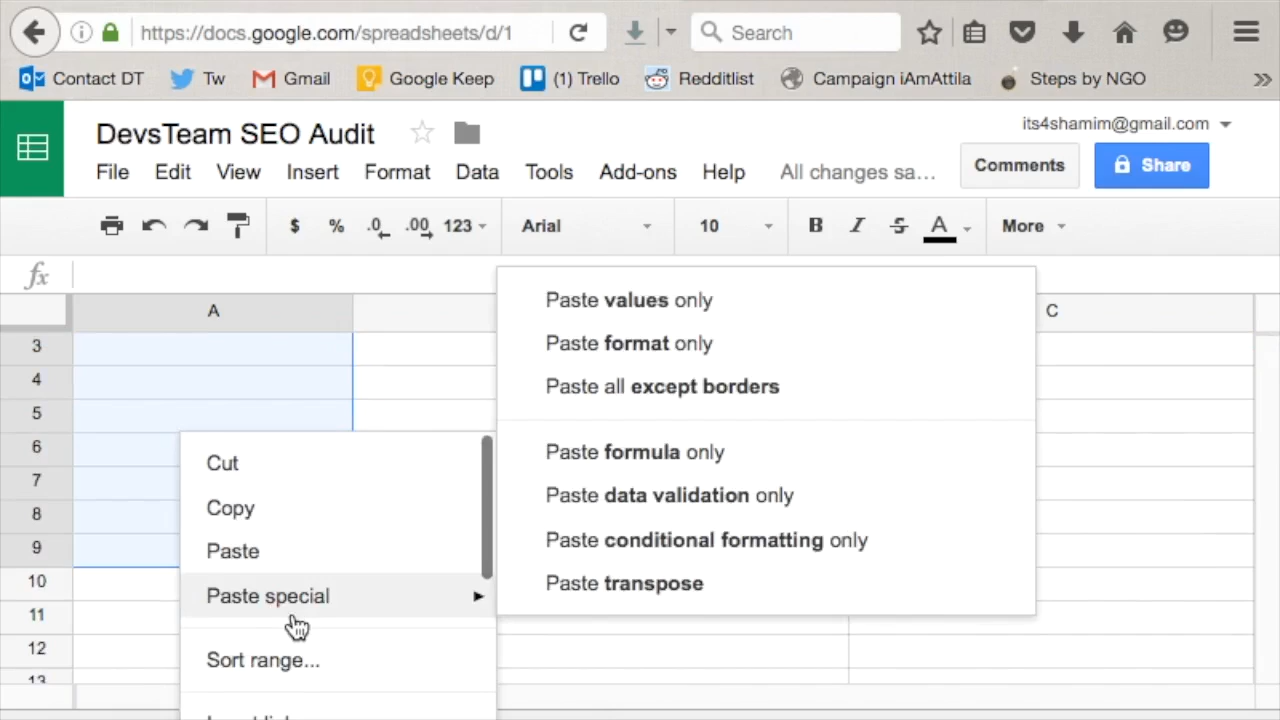 https://docs.google.com/spreadsheets/d/1
Search
Contact DT
Tw
Gmail
Google Keep
(1) Trello
Redditlist
Campaign iAmAttila
Steps by NGO
DevsTeam SEO Audit
its4shamim@gmail.com
File Edit View Insert Format Data Tools Add-ons Help All changes sa...
Comments
Share
$ % .0 .00 123 Arial 10 B I S A More
fx
A C
3
4
5
6
7
8
9
10
11
12
13
Cut
Copy
Paste
Paste special
Sort range...
Paste values only
Paste format only
Paste all except borders
Paste formula only
Paste data validation only
Paste conditional formatting only
Paste transpose